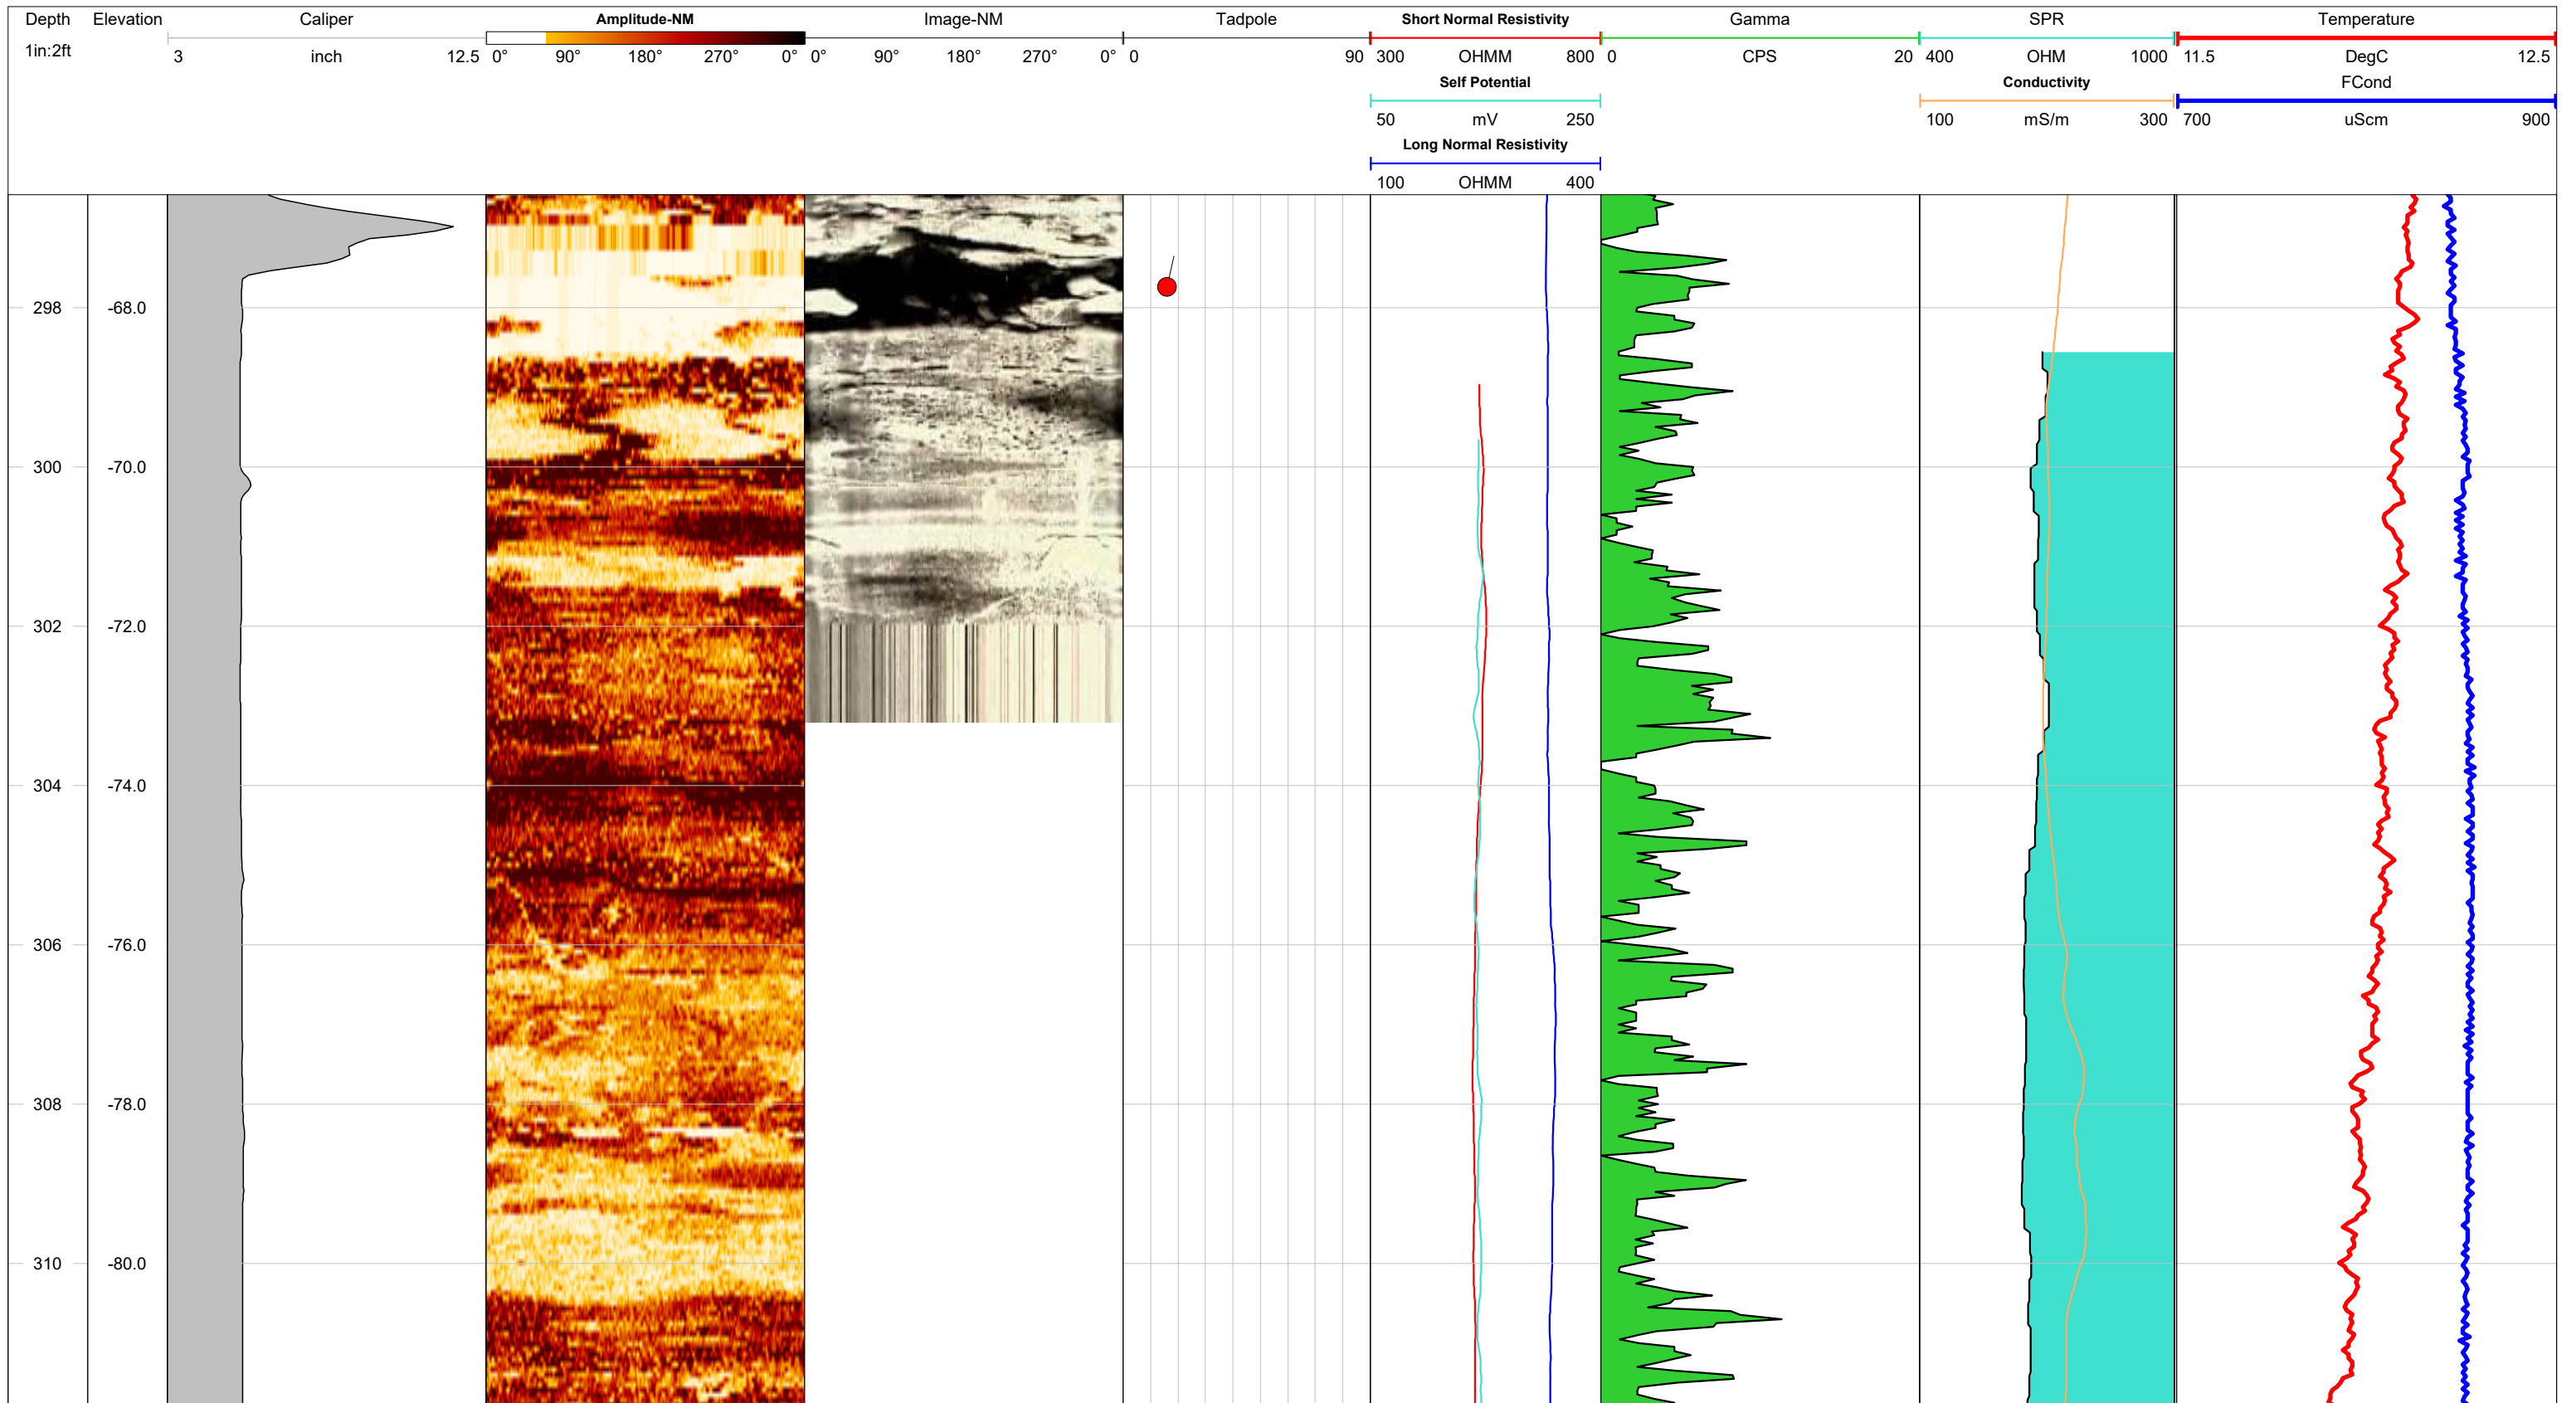 Depth Elevation Caliper Amplitude-NM Image-NM Tadpole Short Normal Resistivity Gamma SPR Temperature
1in:2ft 3 inch 12.5 0° 90° 180° 270° 0° 0° 90° 180° 270° 0° 0 90 300 OHMM 800 0 CPS 20 400 OHM 1000 11.5 DegC 12.5
Self Potential Conductivity FCond
50 mV 250 100 mS/m 300 700 uScm 900
Long Normal Resistivity
100 OHMM 400
298 -68.0
300 -70.0
302 -72.0
304 -74.0
306 -76.0
308 -78.0
310 -80.0